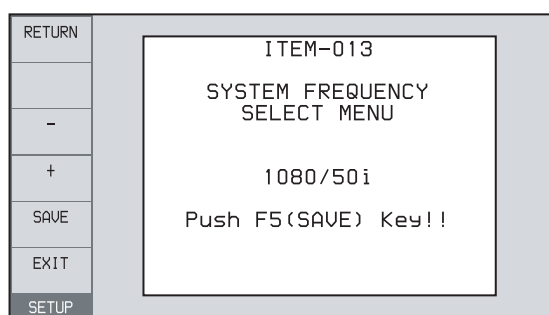 RETURN
-
+
SAVE
EXIT
SETUP
ITEM-013
SYSTEM FREQUENCY
SELECT MENU
1080/50i
Push F5(SAVE) Key!!